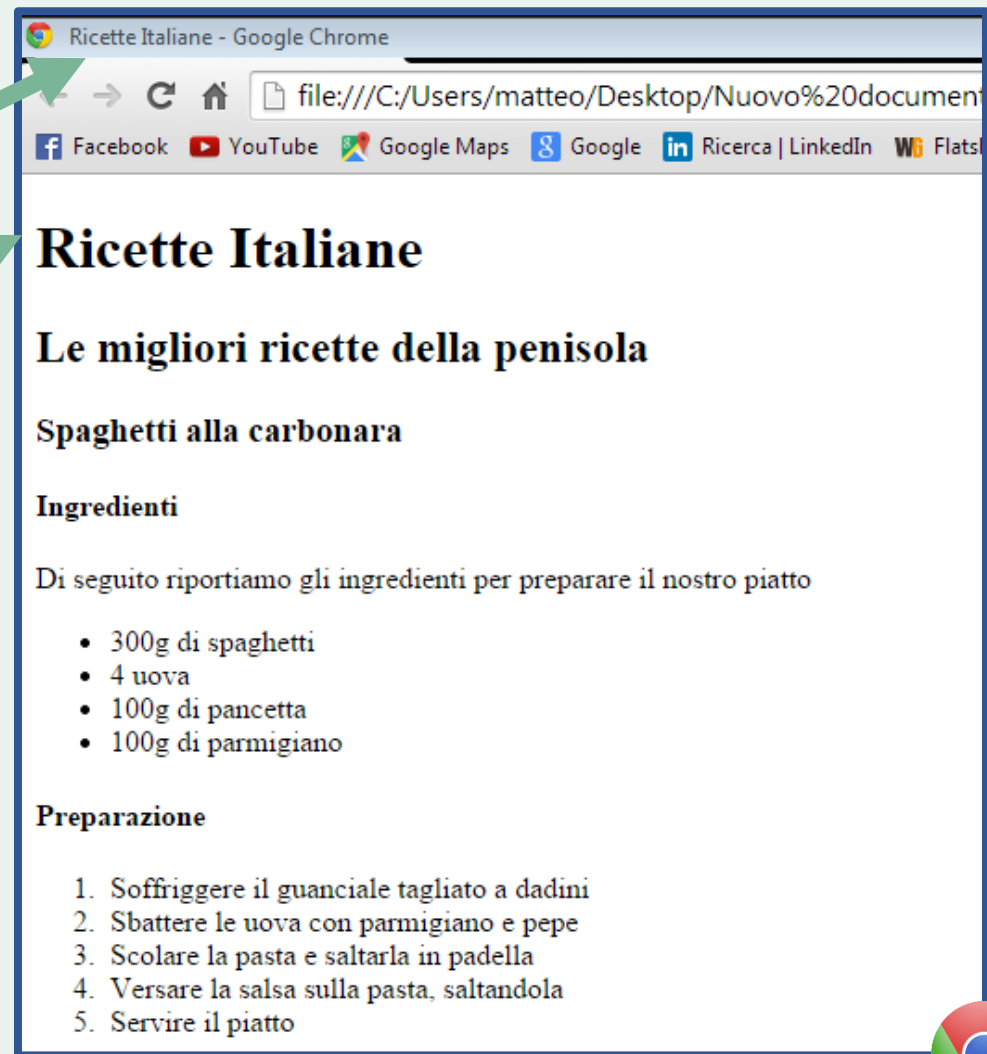 Ricette Italiane - Google Chrome
file:///C:/Users/matteo/Desktop/Nuovo%20document
Facebook YouTube Google Maps Google Ricerca | LinkedIn Flatsl
Ricette Italiane
Le migliori ricette della penisola
Spaghetti alla carbonara
Ingredienti
Di seguito riportiamo gli ingredienti per preparare il nostro piatto
• 300g di spaghetti
• 4 uova
• 100g di pancetta
• 100g di parmigiano
Preparazione
1. Soffriggere il guanciale tagliato a dadini
2. Sbattere le uova con parmigiano e pepe
3. Scolare la pasta e saltarla in padella
4. Versare la salsa sulla pasta, saltandola
5. Servire il piatto